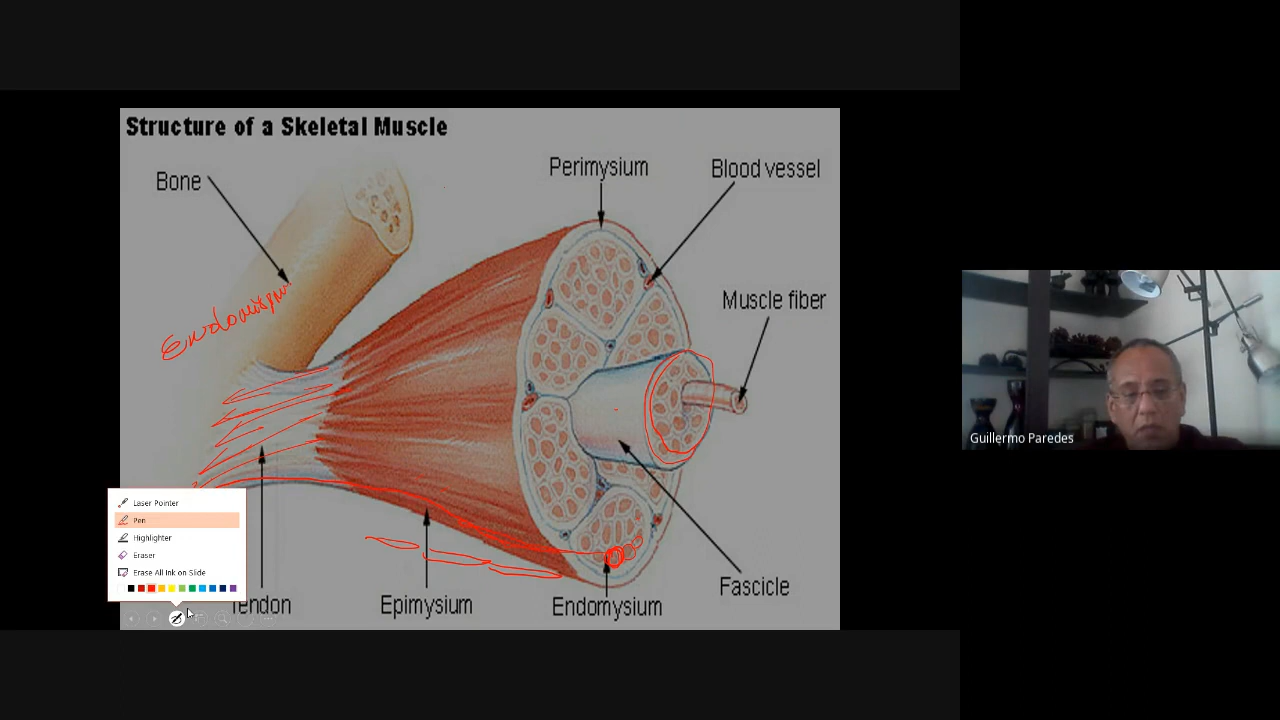 Structure of a Skeletal Muscle
Perimysium
Blood vessel
Bone
Muscle fiber
Guillermo Paredes
Laser Pointer
Pen
Highlighter
Eraser
Erase All Ink on Slide
Fascicle
Tendon
Epimysium
Endomysium